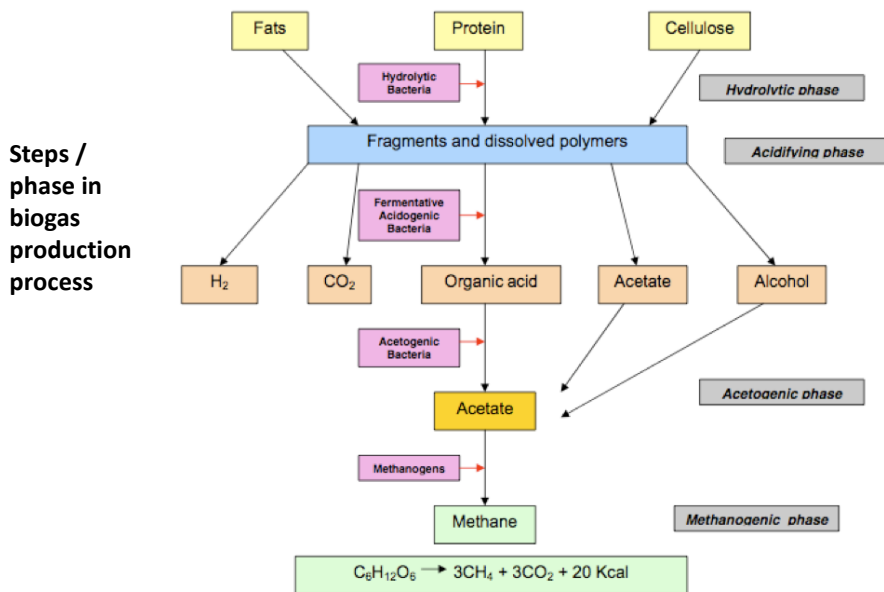 Fats
Protein
Cellulose
Hydrolytic
Bacteria
Hydrolytic phase
Steps /
phase in
biogas
production
process
Fragments and dissolved polymers
Acidifying phase
Fermentative
Acidogenic
Bacteria
H₂
CO₂
Organic acid
Acetate
Alcohol
Acetogenic
Bacteria
Acetogenic phase
Acetate
Methanogens
Methane
Methanogenic phase
C₆H₁₂O₆ → 3CH₄ + 3CO₂ + 20 Kcal